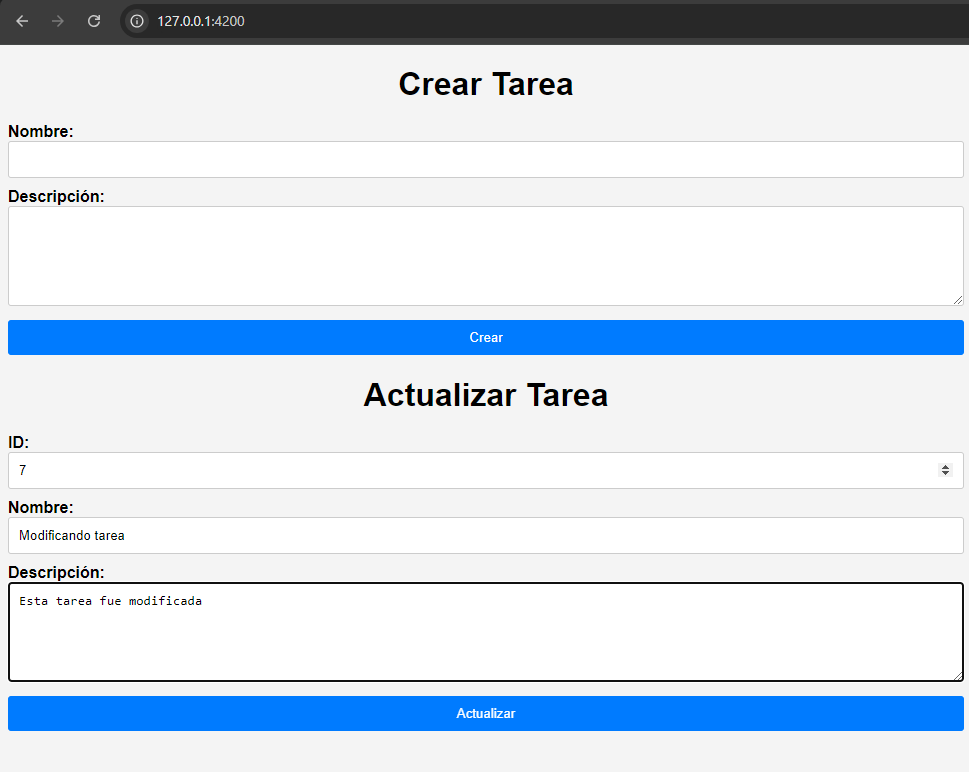 127.0.0.1:4200
Crear Tarea
Nombre:
Descripción:
Crear
Actualizar Tarea
ID:
7
Nombre:
Modificando tarea
Descripción:
Esta tarea fue modificada
Actualizar